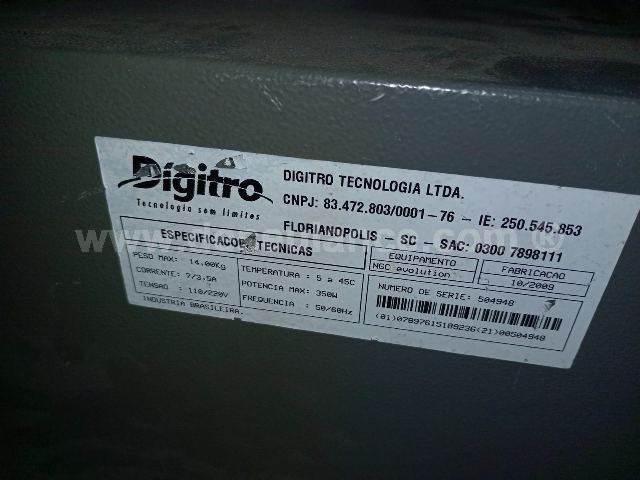 Digitro
Tecnologia sem limites
DIGITRO TECNOLOGIA LTDA.
CNPJ: 83.472.803/0001-76 - IE: 250.545.853
FLORIANOPOLIS - SC - SAC: 0300 7898111
ESPECIFICACOES TECNICAS
PESO MAX: 14.00Kg
CORRENTE: 7/3.5A
TENSAO : 110/220V
INDUSTRIA BRASILEIRA.
TEMPERATURA : 5 a 45C
POTENCIA MAX: 350W
FREQUENCIA : 50/60Hz
EQUIPAMENTO
NGC evolution
FABRICACAO
10/2009
NUMERO DE SERIE: 504948
(01)07897615189236(21)00504948